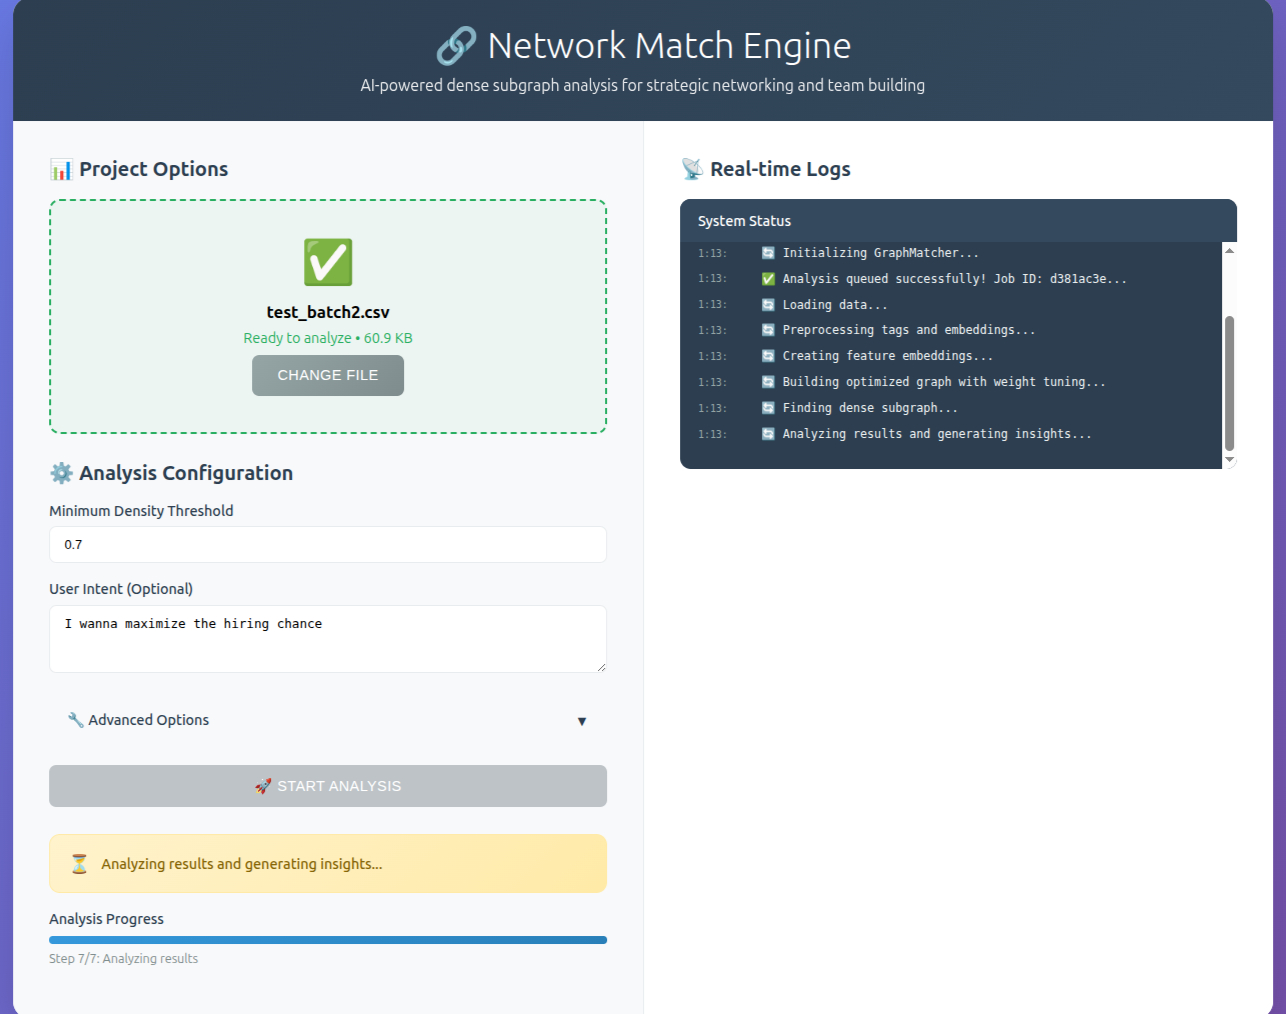 🔗 Network Match Engine
AI-powered dense subgraph analysis for strategic networking and team building
📊 Project Options
✅
test_batch2.csv
Ready to analyze • 60.9 KB
CHANGE FILE
⚙️ Analysis Configuration
Minimum Density Threshold
0.7
User Intent (Optional)
I wanna maximize the hiring chance
🔧 Advanced Options ▼
🚀 START ANALYSIS
⏳ Analyzing results and generating insights...
Analysis Progress
Step 7/7: Analyzing results
📡 Real-time Logs
System Status
1:13: 🔄 Initializing GraphMatcher...
1:13: ✅ Analysis queued successfully! Job ID: d381ac3e...
1:13: 🔄 Loading data...
1:13: 🔄 Preprocessing tags and embeddings...
1:13: 🔄 Creating feature embeddings...
1:13: 🔄 Building optimized graph with weight tuning...
1:13: 🔄 Finding dense subgraph...
1:13: 🔄 Analyzing results and generating insights...